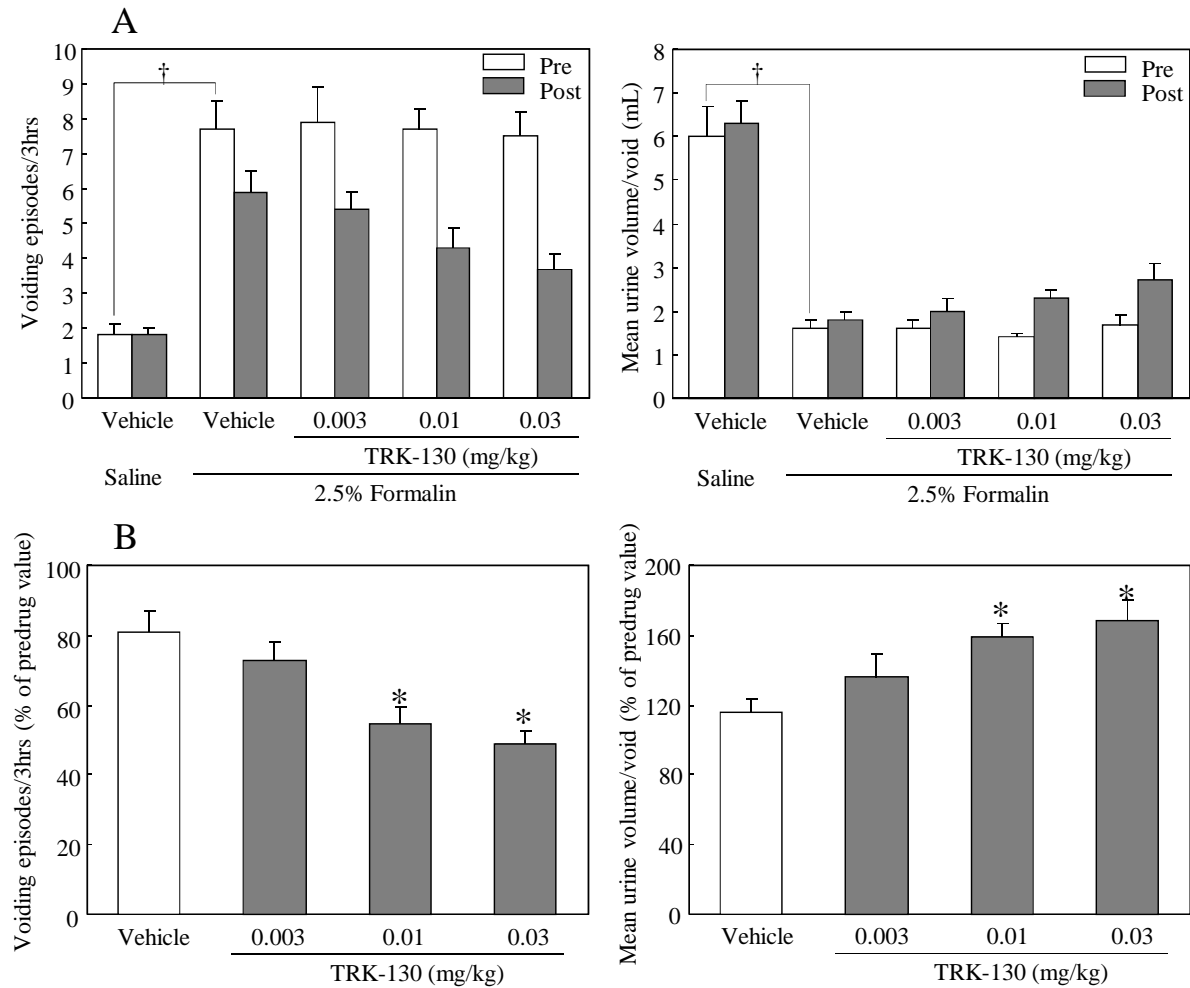 A
Voiding episodes/3hrs
10
9
8
7
6
5
4
3
2
1
0
†
Pre
Post
Vehicle Vehicle 0.003 0.01 0.03
TRK-130 (mg/kg)
Saline
2.5% Formalin
Mean urine volume/void (mL)
8
7
6
5
4
3
2
1
0
†
Pre
Post
Vehicle Vehicle 0.003 0.01 0.03
TRK-130 (mg/kg)
Saline
2.5% Formalin
B
Voiding episodes/3hrs (% of predrug value)
100
80
60
40
20
0
* *
Vehicle 0.003 0.01 0.03
TRK-130 (mg/kg)
Mean urine volume/void (% of predrug value)
200
160
120
80
40
0
* *
Vehicle 0.003 0.01 0.03
TRK-130 (mg/kg)